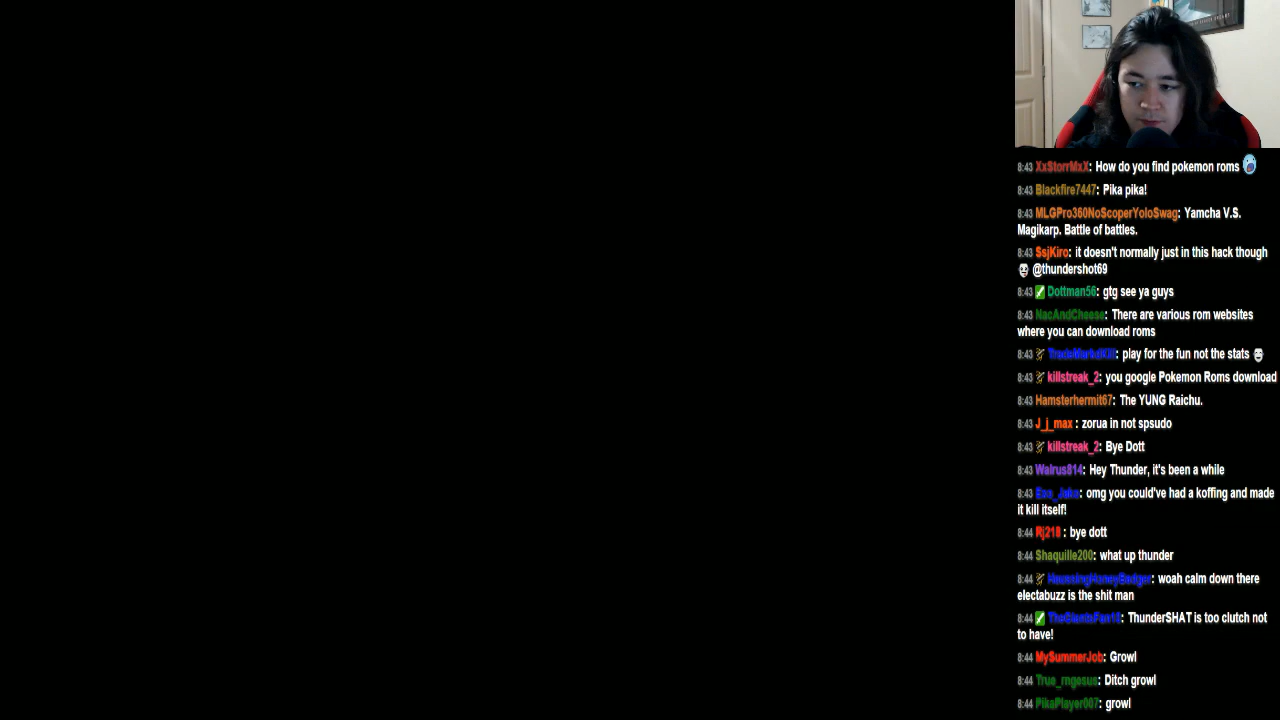 8:43 XxStorrMxX: How do you find pokemon roms
8:43 Blackfire7447: Pika pika!
8:43 MLGPro360NoScoperYoloSwag: Yamcha V.S.
Magikarp. Battle of battles.
8:43 SsjKiro: it doesn't normally just in this hack though
@thundershot69
8:43 Dottman56: gtg see ya guys
8:43 NacAndCheese: There are various rom websites
where you can download roms
8:43 play for the fun not the stats
8:43 killstreak_2: you google Pokemon Roms download
8:43 Hamsterhermit67: The YUNG Raichu.
8:43 J_j_max : zorua in not spsudo
8:43 killstreak_2: Bye Dott
8:43 Walrus814: Hey Thunder, it's been a while
8:43 Exo_Jake: omg you could've had a koffing and made
it kill itself!
8:44 Rj218 : bye dott
8:44 Shaquille200: what up thunder
8:44 woah calm down there
electabuzz is the shit man
8:44 ThunderSHAT is too clutch not
to have!
8:44 MySummerJob: Growl
8:44 True_rngesus: Ditch growl
8:44 PikaPlayer007: growl